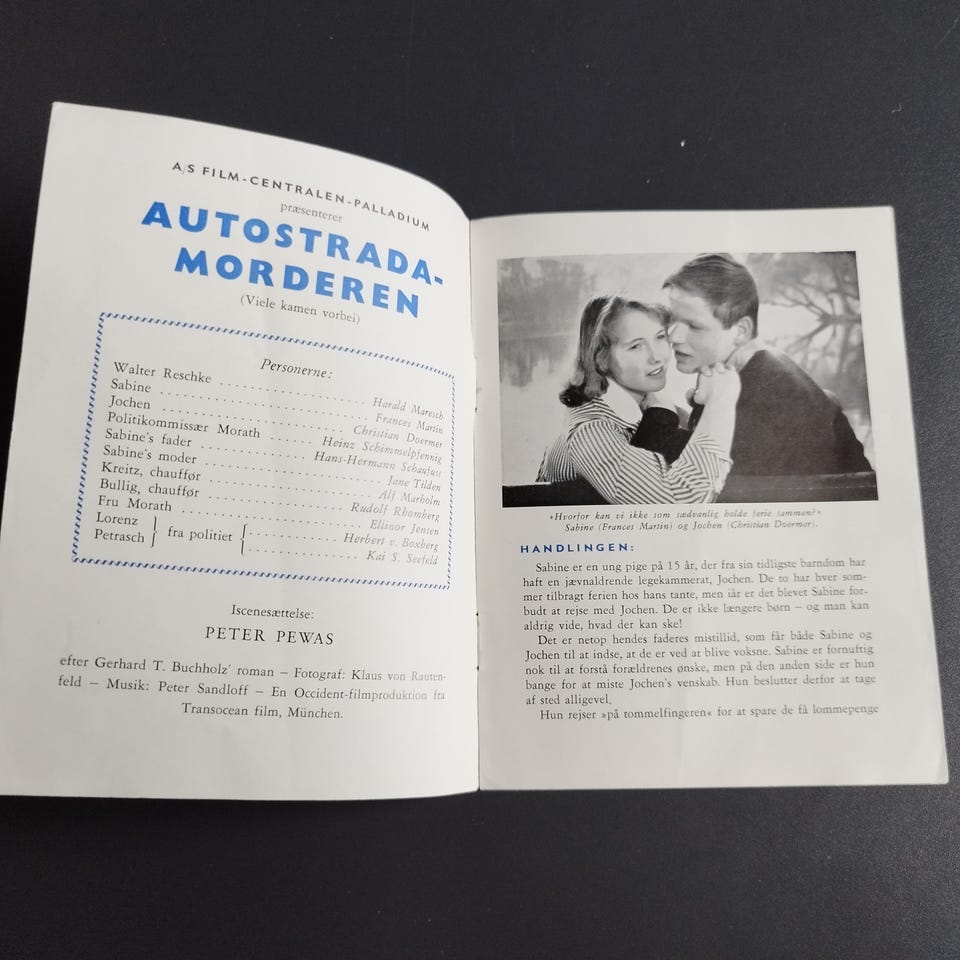 A/S FILM-CENTRALEN-PALLADIUM
præsenterer
AUTOSTRADA-
MORDEREN
(Viele kamen vorbei)
Personerne:
Walter Reschke .................... Harald Maresch
Sabine .................... Frances Martin
Jochen .................... Christian Doermer
Politikommissær Morath ...... Heinz Schimmelpfennig
Sabine's fader .............. Hans-Hermann Schaufuss
Sabine's moder .................... Jane Tilden
Kreitz, chauffør .................... Alf Marholm
Bullig, chauffør .................... Rudolf Rhomberg
Fru Morath .................... Ellinor Jensen
Lorenz } fra politiet { .............. Herbert v. Boxberg
Petrasch .............. Kai S. Seefeld
Iscenesættelse:
PETER PEWAS
efter Gerhard T. Buchholz' roman – Fotograf: Klaus von Rauten-
feld – Musik: Peter Sandloff – En Occident-filmproduktion fra
Transocean film, München.
»Hvorfor kan vi ikke som sædvanlig holde ferie sammen?«
Sabine (Frances Martin) og Jochen (Christian Doermer).
HANDLINGEN:
Sabine er en ung pige på 15 år, der fra sin tidligste barndom har
haft en jævnaldrende legekammerat, Jochen. De to har hver som-
mer tilbragt ferien hos hans tante, men iår er det blevet Sabine for-
budt at rejse med Jochen. De er ikke længere børn – og man kan
aldrig vide, hvad der kan ske!
Det er netop hendes faderes mistillid, som får både Sabine og
Jochen til at indse, at de er ved at blive voksne. Sabine er fornuftig
nok til at forstå forældrenes ønske, men på den anden side er hun
bange for at miste Jochen's venskab. Hun beslutter derfor at tage
af sted alligevel.
Hun rejser »på tommelfingeren« for at spare de få lommepenge